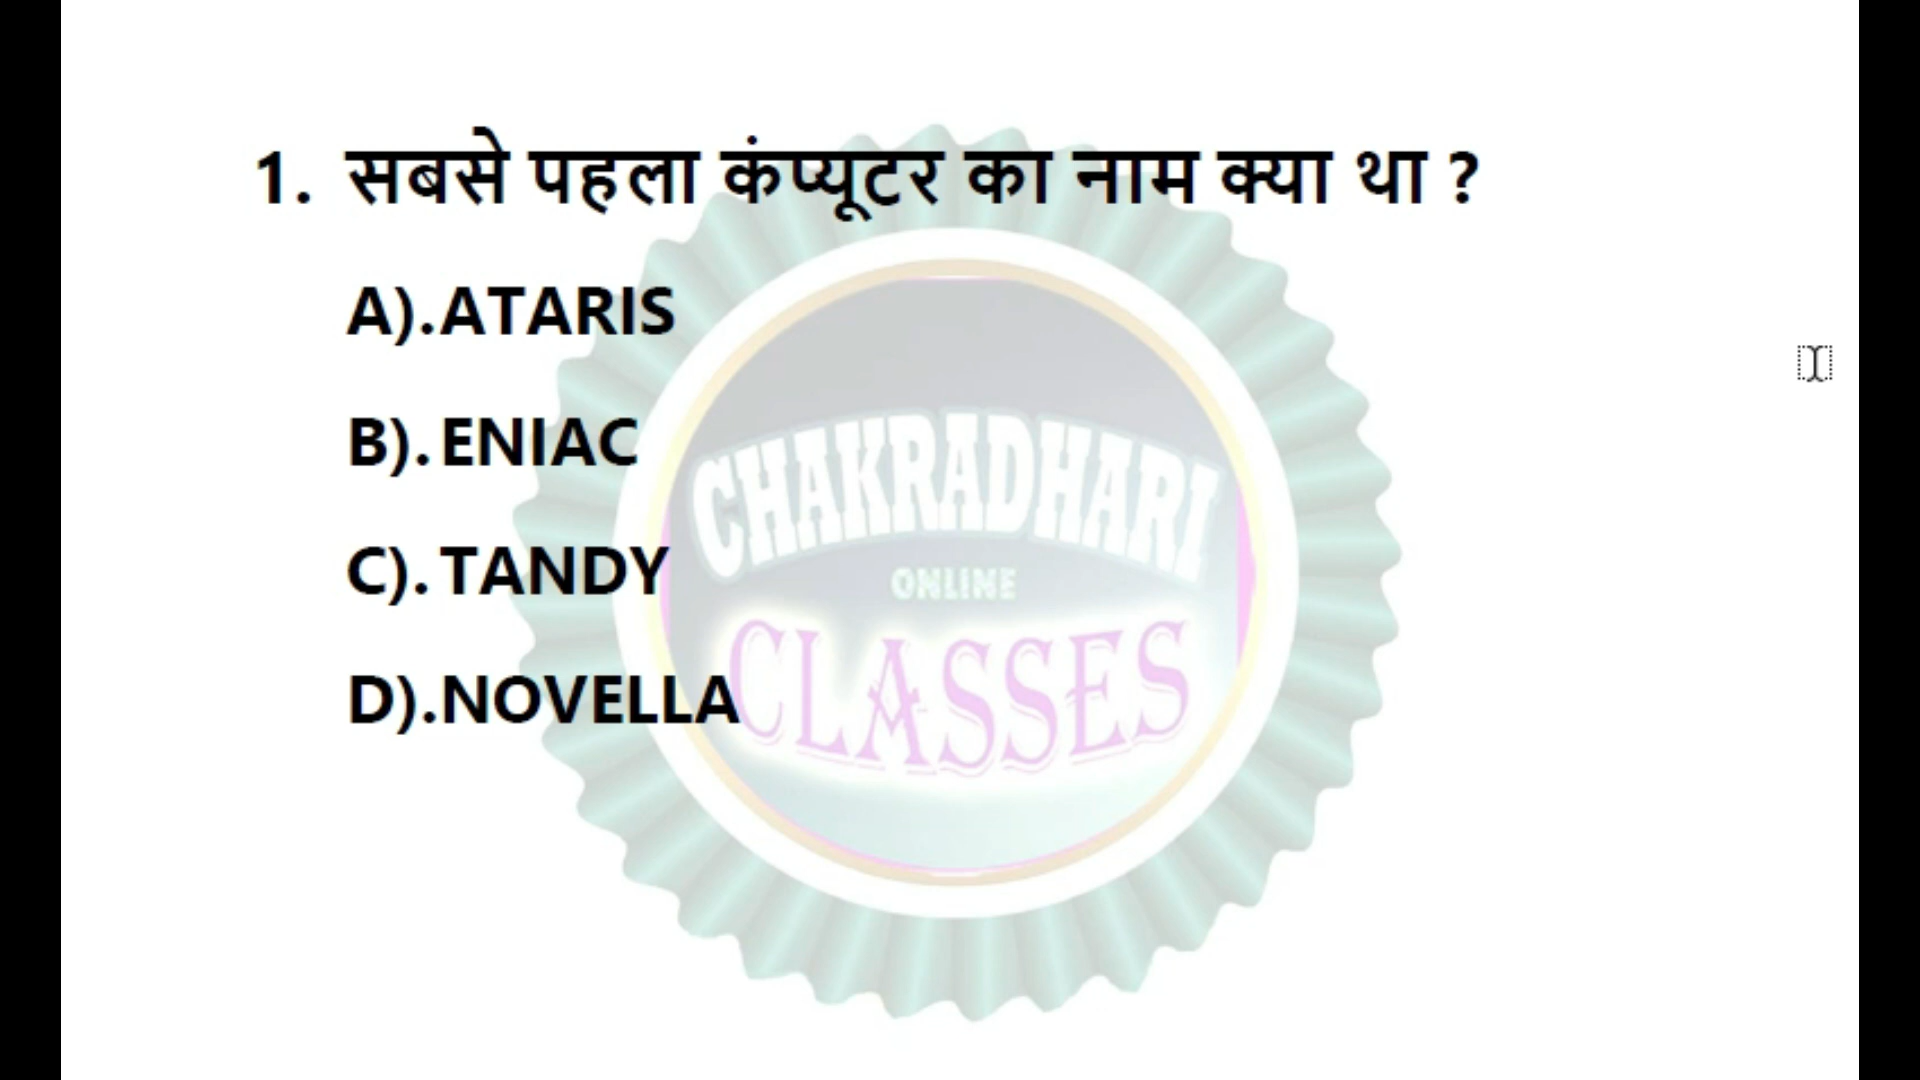 1. सबसे पहला कंप्यूटर का नाम क्या था ?
A).ATARIS
B).ENIAC
C).TANDY
D).NOVELLA
CHAKRADHARI
ONLINE
CLASSES